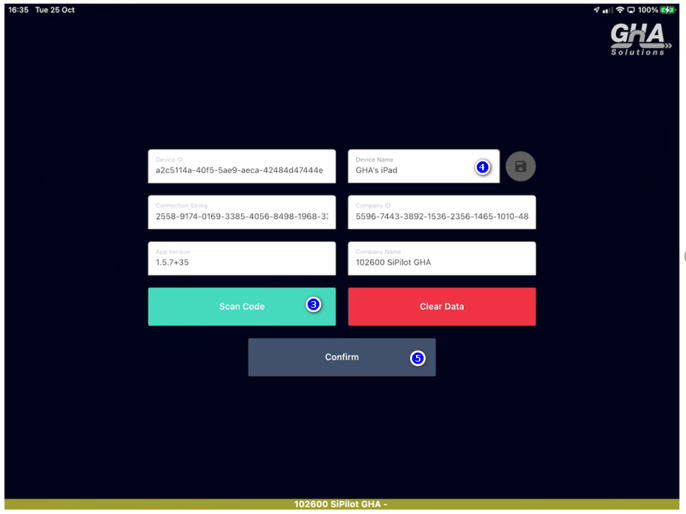 16:35 Tue 25 Oct
100%
GHA
Solutions
Device ID
a2c5114a-40f5-5ae9-aeca-42484d47444e
Device Name
GHA's iPad
4
Connection String
2558-9174-0169-3385-4056-8498-1968-33
Company ID
5596-7443-3892-1536-2356-1465-1010-48
App Version
1.5.7+35
Company Name
102600 SiPilot GHA
Scan Code
3
Clear Data
Confirm
5
102600 SiPilot GHA -